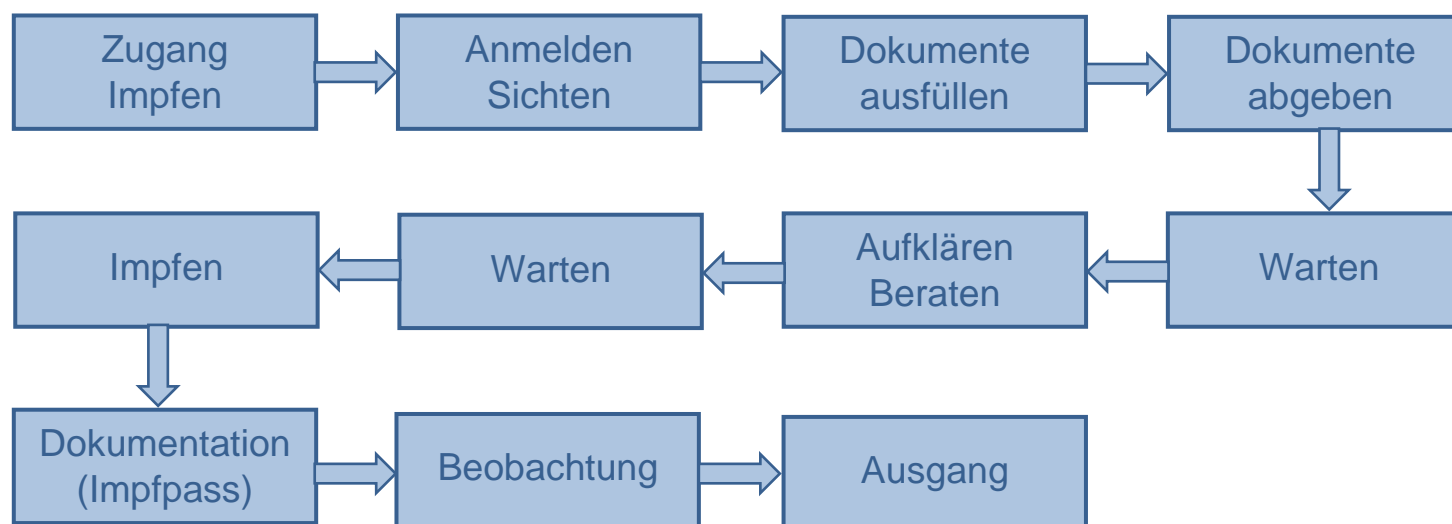 Zugang
Impfen
Anmelden
Sichten
Dokumente
ausfüllen
Dokumente
abgeben
Warten
Aufklären
Beraten
Warten
Impfen
Dokumentation
(Impfpass)
Beobachtung
Ausgang